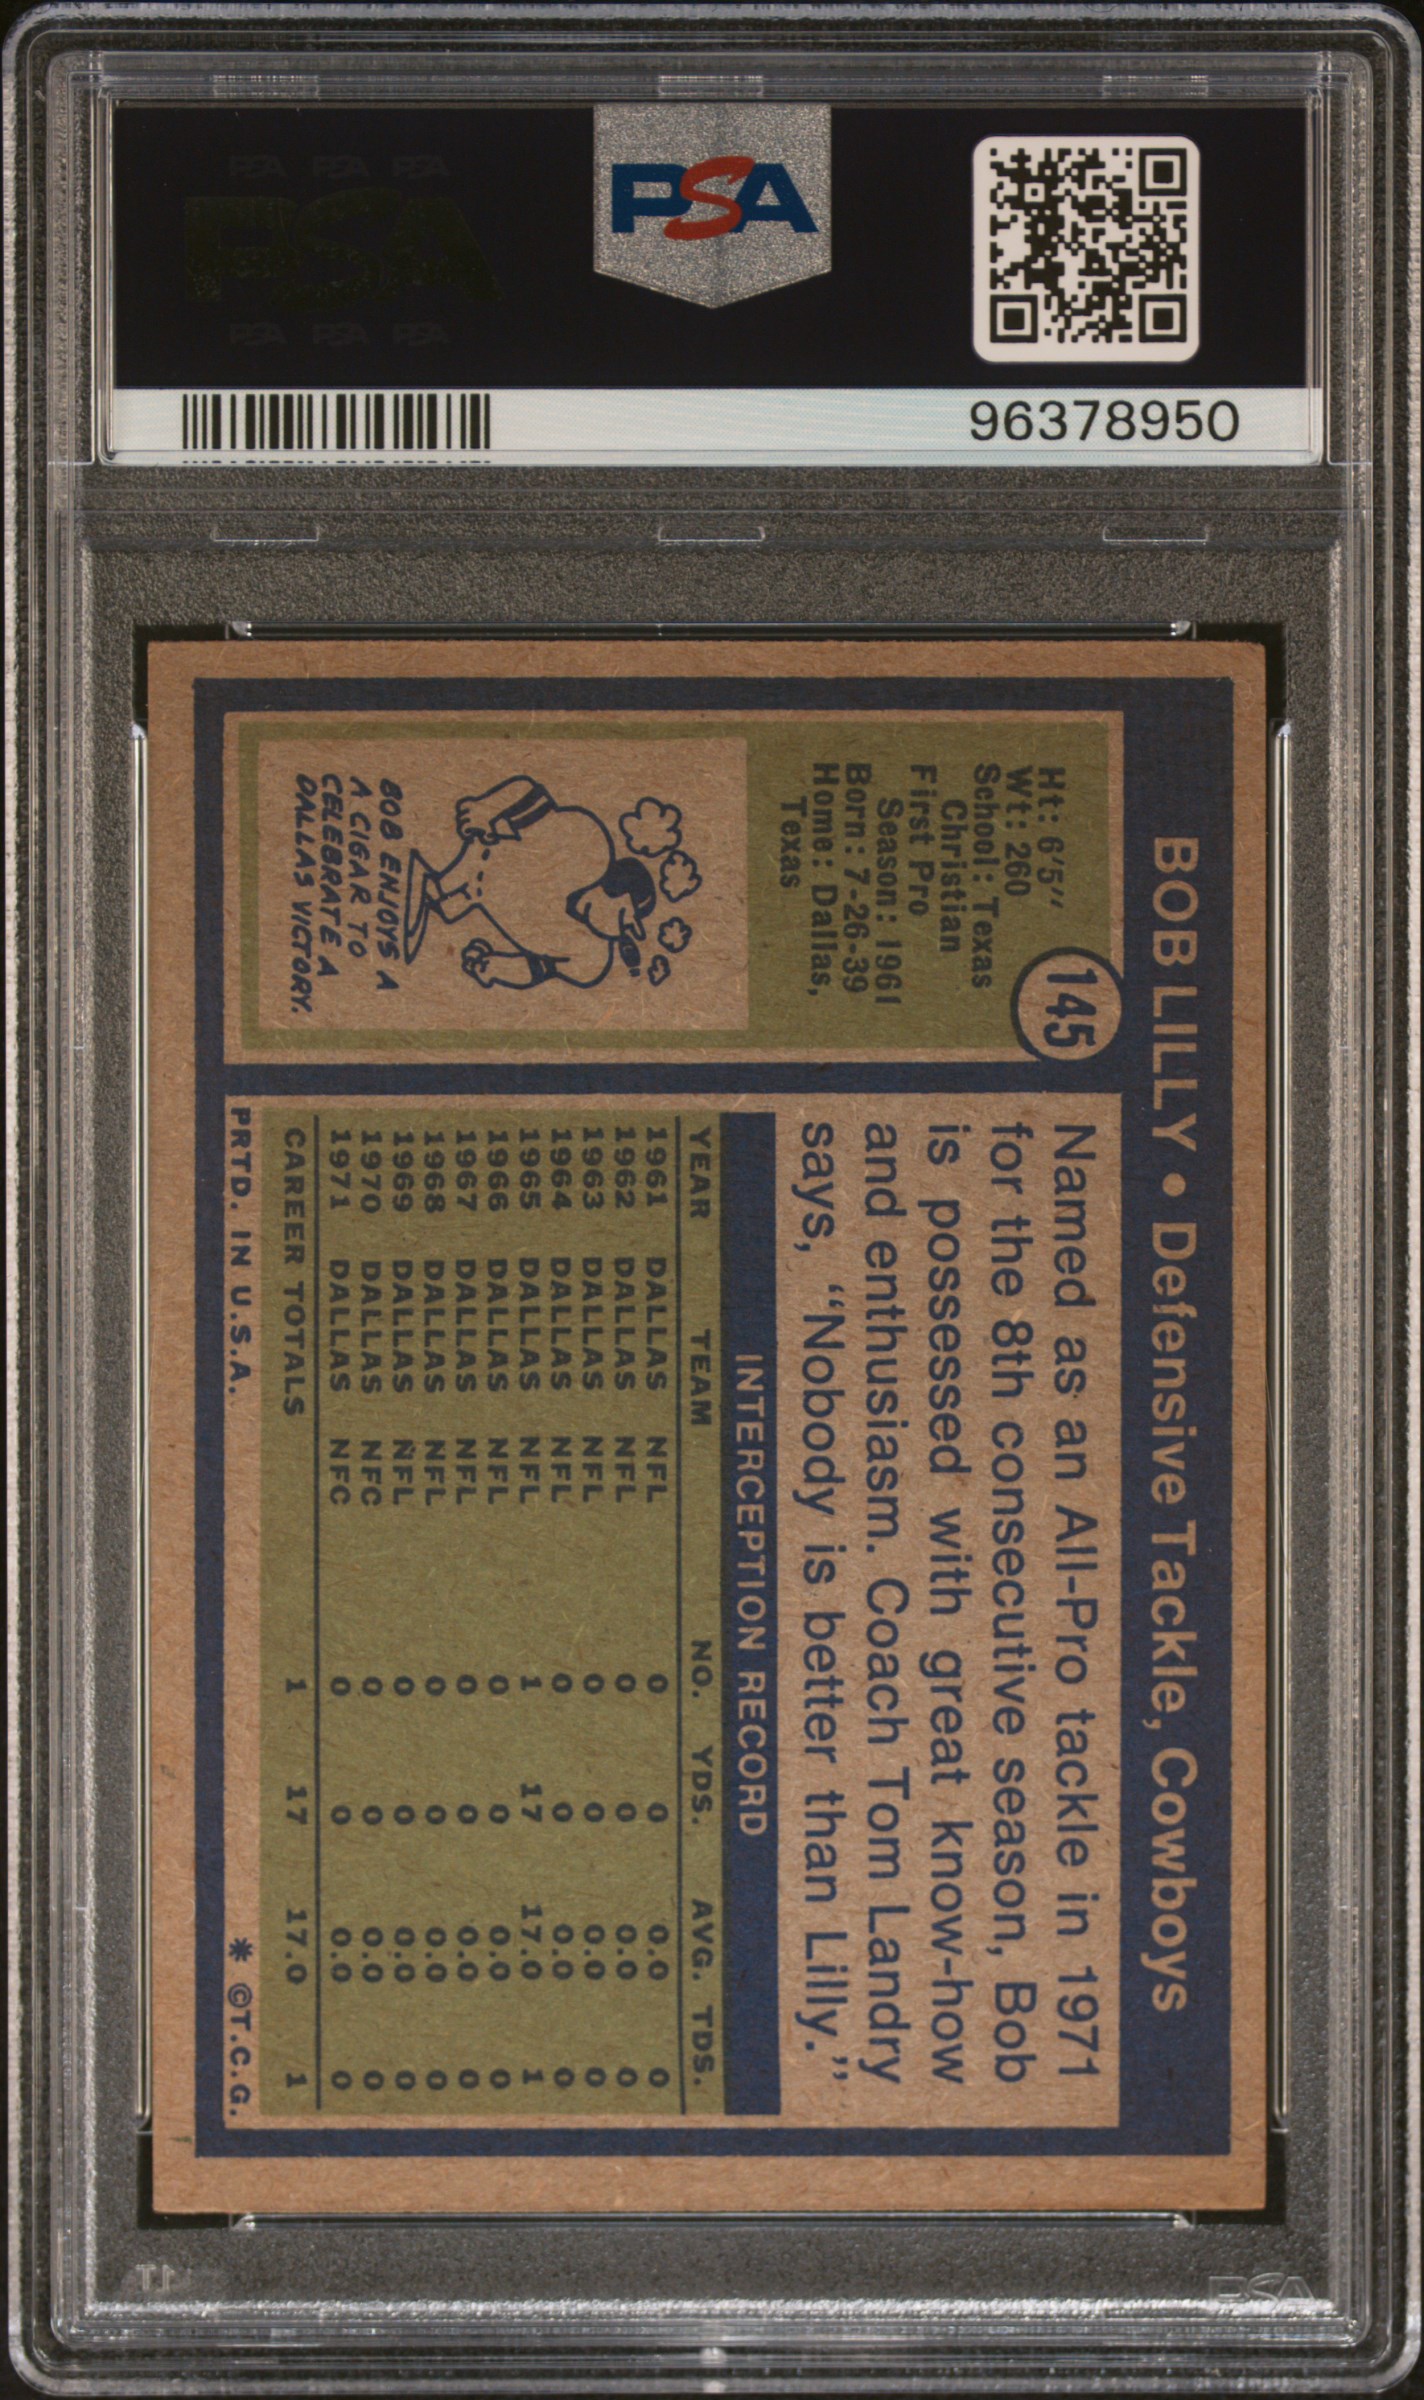 PSA PSA PSA
PSA
PSA PSA PSA
PSA
96378950
BOB LILLY • Defensive Tackle, Cowboys
145
Ht: 6'5"
Wt: 260
School: Texas
Christian
First Pro
Season: 1961
Born: 7-26-39
Home: Dallas,
Texas
BOB ENJOYS A
A CIGAR TO
CELEBRATE A
DALLAS VICTORY.
Named as an All-Pro tackle in 1971
for the 8th consecutive season, Bob
is possessed with great know-how
and enthusiasm. Coach Tom Landry
says, "Nobody is better than Lilly."
INTERCEPTION RECORD
YEAR TEAM NO. YDS. AVG. TDS.
1961 DALLAS NFL 0 0 0.0 0
1962 DALLAS NFL 0 0 0.0 0
1963 DALLAS NFL 0 0 0.0 0
1964 DALLAS NFL 0 0 0.0 0
1965 DALLAS NFL 1 17 17.0 1
1966 DALLAS NFL 0 0 0.0 0
1967 DALLAS NFL 0 0 0.0 0
1968 DALLAS NFL 0 0 0.0 0
1969 DALLAS NFL 0 0 0.0 0
1970 DALLAS NFC 0 0 0.0 0
1971 DALLAS NFC 0 0 0.0 0
CAREER TOTALS 1 17 17.0 1
PRTD. IN U.S.A. * ©T.C.G.
PSA